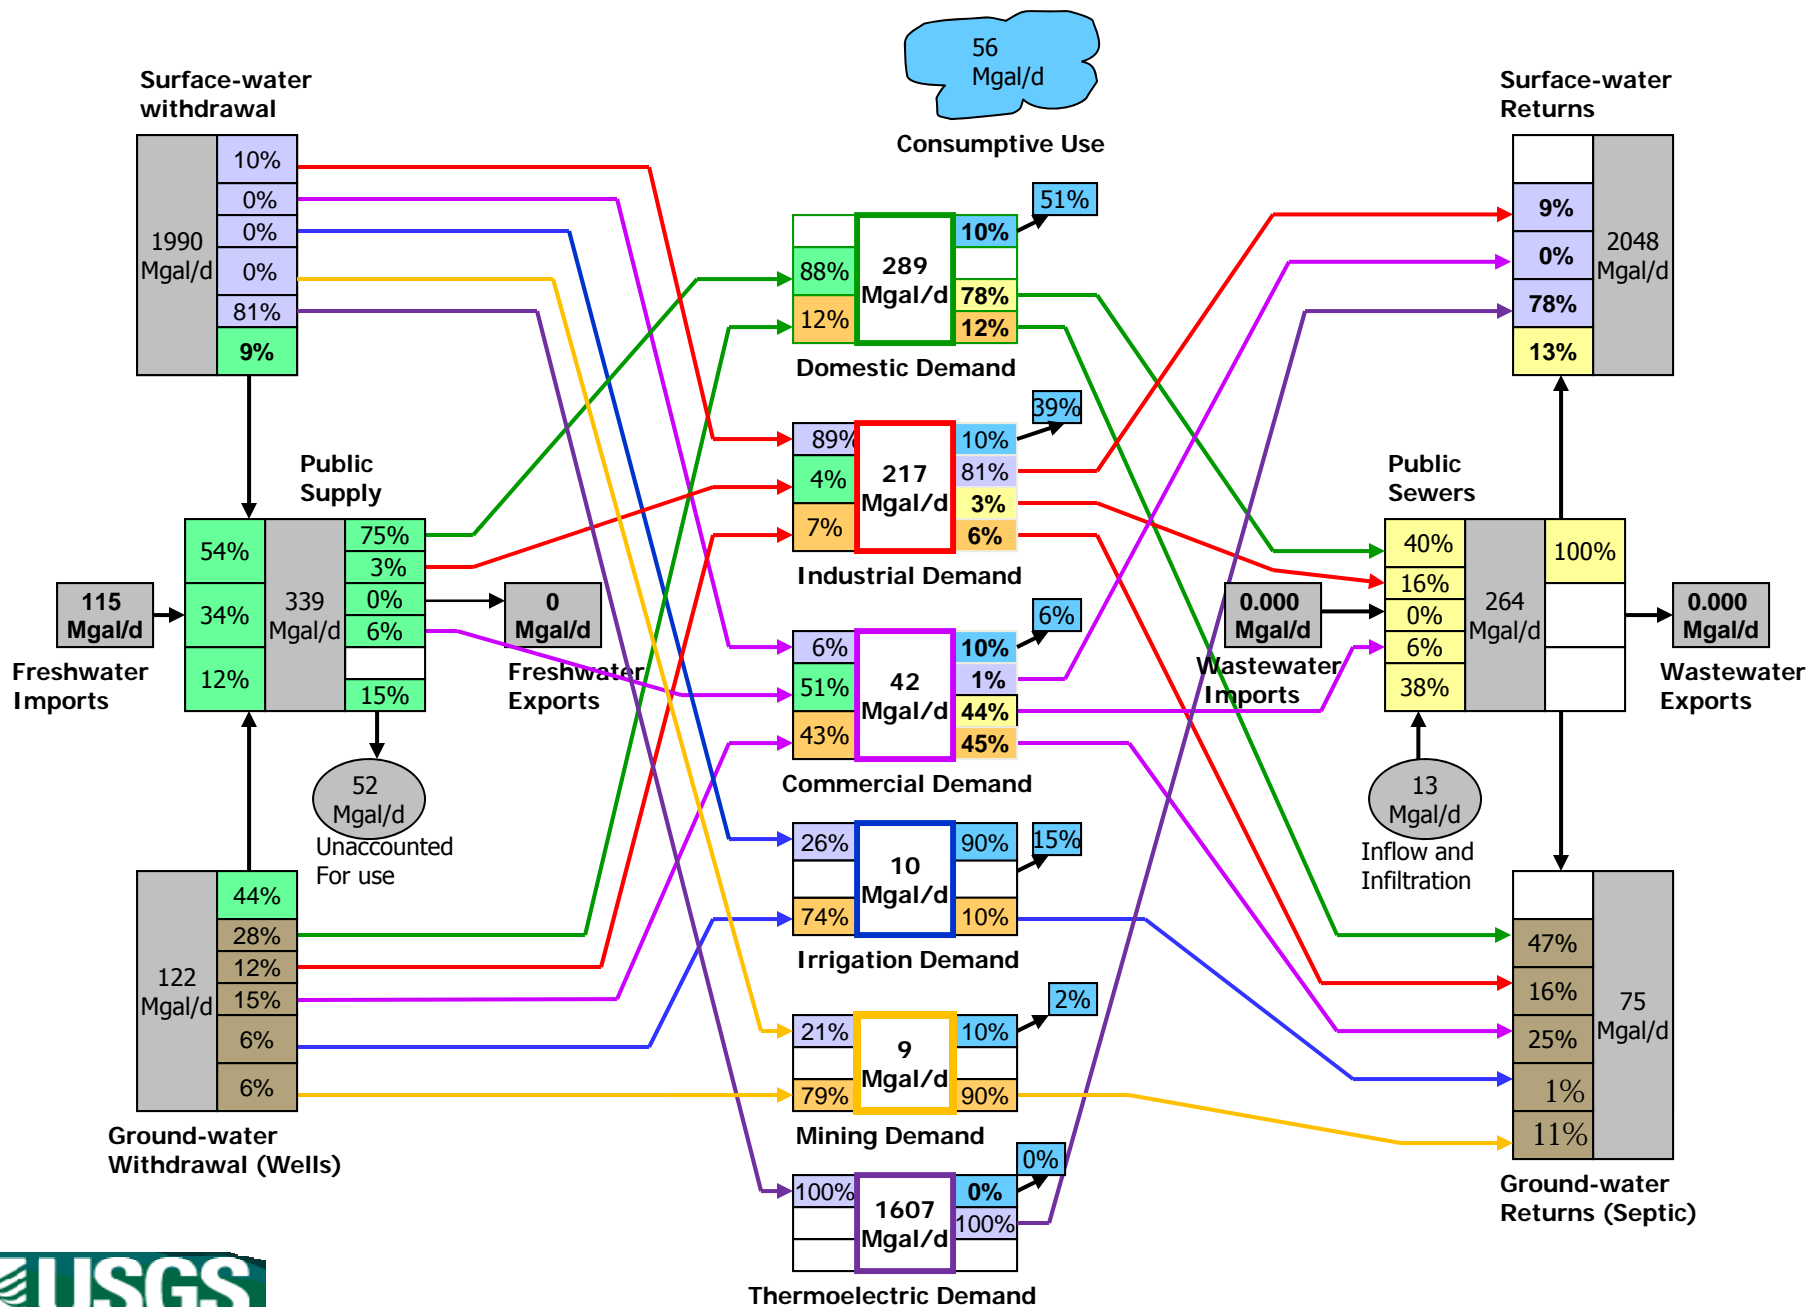 56
Mgal/d
Consumptive Use
Surface-water
withdrawal
1990
Mgal/d
10%
0%
0%
0%
81%
9%
Public
Supply
54%
34%
12%
339
Mgal/d
75%
3%
0%
6%
15%
115
Mgal/d
Freshwater
Imports
0
Mgal/d
Freshwater
Exports
52
Mgal/d
Unaccounted
For use
122
Mgal/d
44%
28%
12%
15%
6%
6%
Ground-water
Withdrawal (Wells)
51%
88%
12%
289
Mgal/d
10%
78%
12%
Domestic Demand
39%
89%
4%
7%
217
Mgal/d
10%
81%
3%
6%
Industrial Demand
6%
6%
51%
43%
42
Mgal/d
10%
1%
44%
45%
Commercial Demand
15%
26%
74%
10
Mgal/d
90%
10%
Irrigation Demand
2%
21%
79%
9
Mgal/d
10%
90%
Mining Demand
0%
100%
1607
Mgal/d
0%
100%
Thermoelectric Demand
Surface-water
Returns
9%
0%
78%
13%
2048
Mgal/d
Public
Sewers
40%
16%
0%
6%
38%
264
Mgal/d
100%
0.000
Mgal/d
Wastewater
Imports
0.000
Mgal/d
Wastewater
Exports
13
Mgal/d
Inflow and
Infiltration
47%
16%
25%
1%
11%
75
Mgal/d
Ground-water
Returns (Septic)
USGS